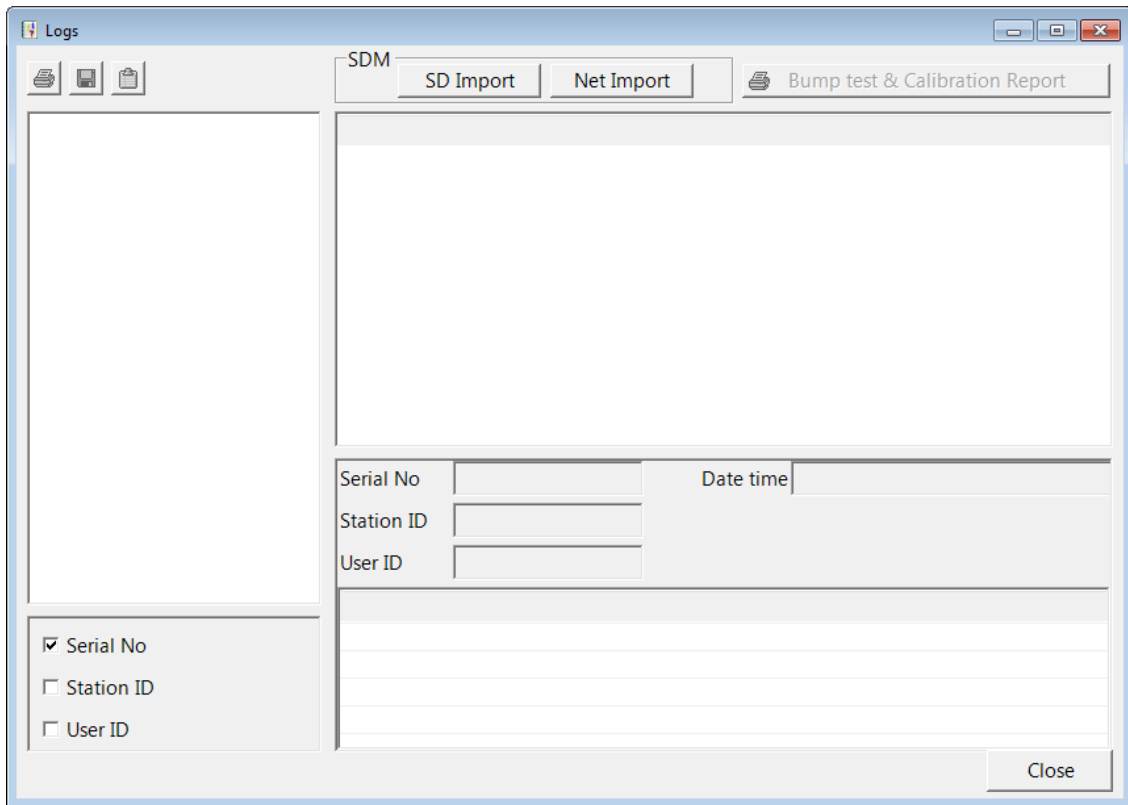 Logs
SDM
SD Import
Net Import
Bump test & Calibration Report
Serial No
Date time
Station ID
User ID
Serial No
Station ID
User ID
Close